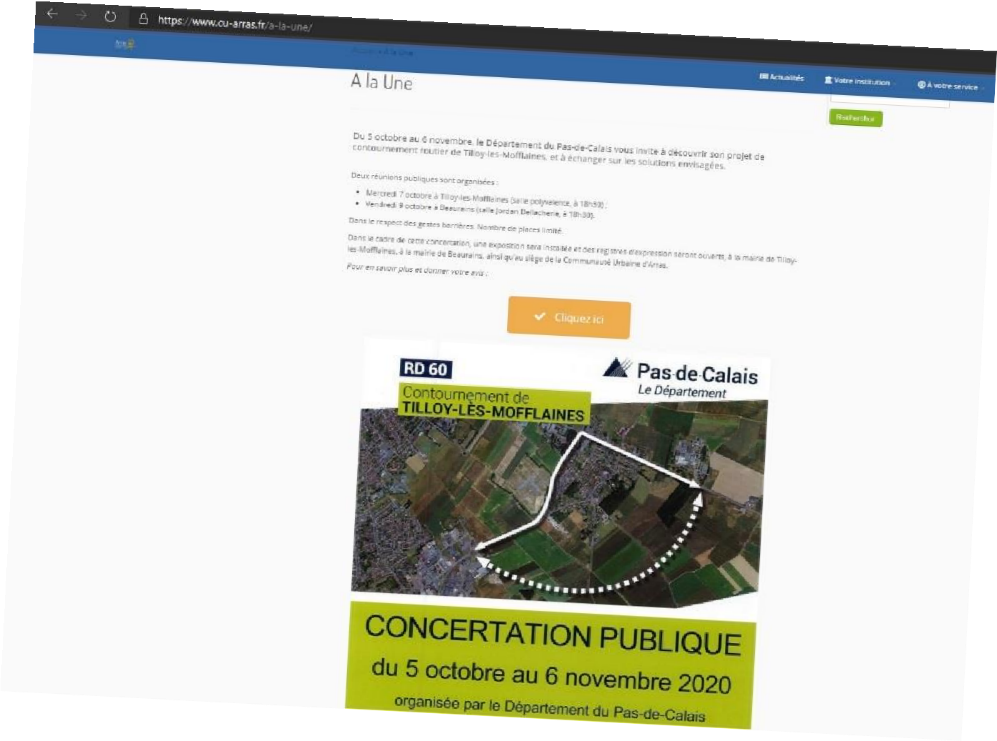 https://www.cu-arras.fr/a-la-une/
Actualités
Votre institution
A votre service
A la Une
Rechercher
Du 5 octobre au 6 novembre, le Département du Pas-de-Calais vous invite à découvrir son projet de
contournement routier de Tilloy-les-Mofflaines, et à échanger sur les solutions envisagées.
Deux réunions publiques sont organisées :
• Mercredi 7 octobre à Tilloy-les-Mofflaines (salle polyvalente, à 18h30) ;
• Vendredi 9 octobre à Beaurains (salle Jordan Dellacherie, à 18h30).
Dans le respect des gestes barrières. Nombre de places limité.
Dans le cadre de cette concertation, une exposition sera installée et des registres d'expression seront ouverts, à la mairie de Tilloy-
les-Mofflaines, à la mairie de Beaurains, ainsi qu'au siège de la Communauté Urbaine d'Arras.
Pour en savoir plus et donner votre avis :
Cliquez ici
RD 60
Contournement de
TILLOY-LÈS-MOFFLAINES
Pas-de-Calais
Le Département
CONCERTATION PUBLIQUE
du 5 octobre au 6 novembre 2020
organisée par le Département du Pas-de-Calais